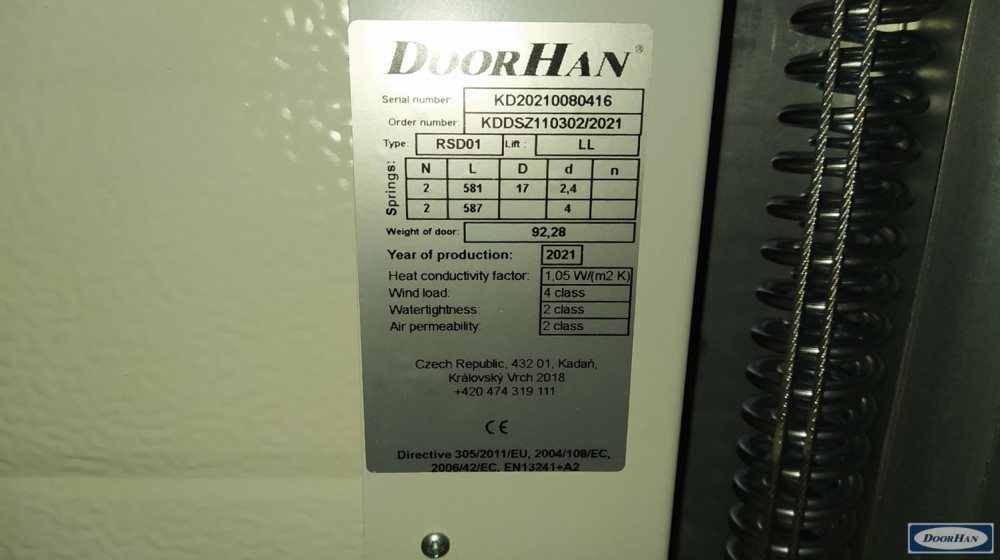 DOORHAN®
Serial number: KD20210080416
Order number: KDDSZ110302/2021
Type: RSD01 Lift: LL
Springs:
N L D d n
2 581 17 2,4
2 587 4
Weight of door: 92,28
Year of production: 2021
Heat conductivity factor: 1,05 W/(m2 K)
Wind load: 4 class
Watertightness: 2 class
Air permeability: 2 class
Czech Republic, 432 01, Kadaň,
Královský Vrch 2018
+420 474 319 111
CE
Directive 305/2011/EU, 2004/108/EC,
2006/42/EC, EN13241+A2
DOORHAN